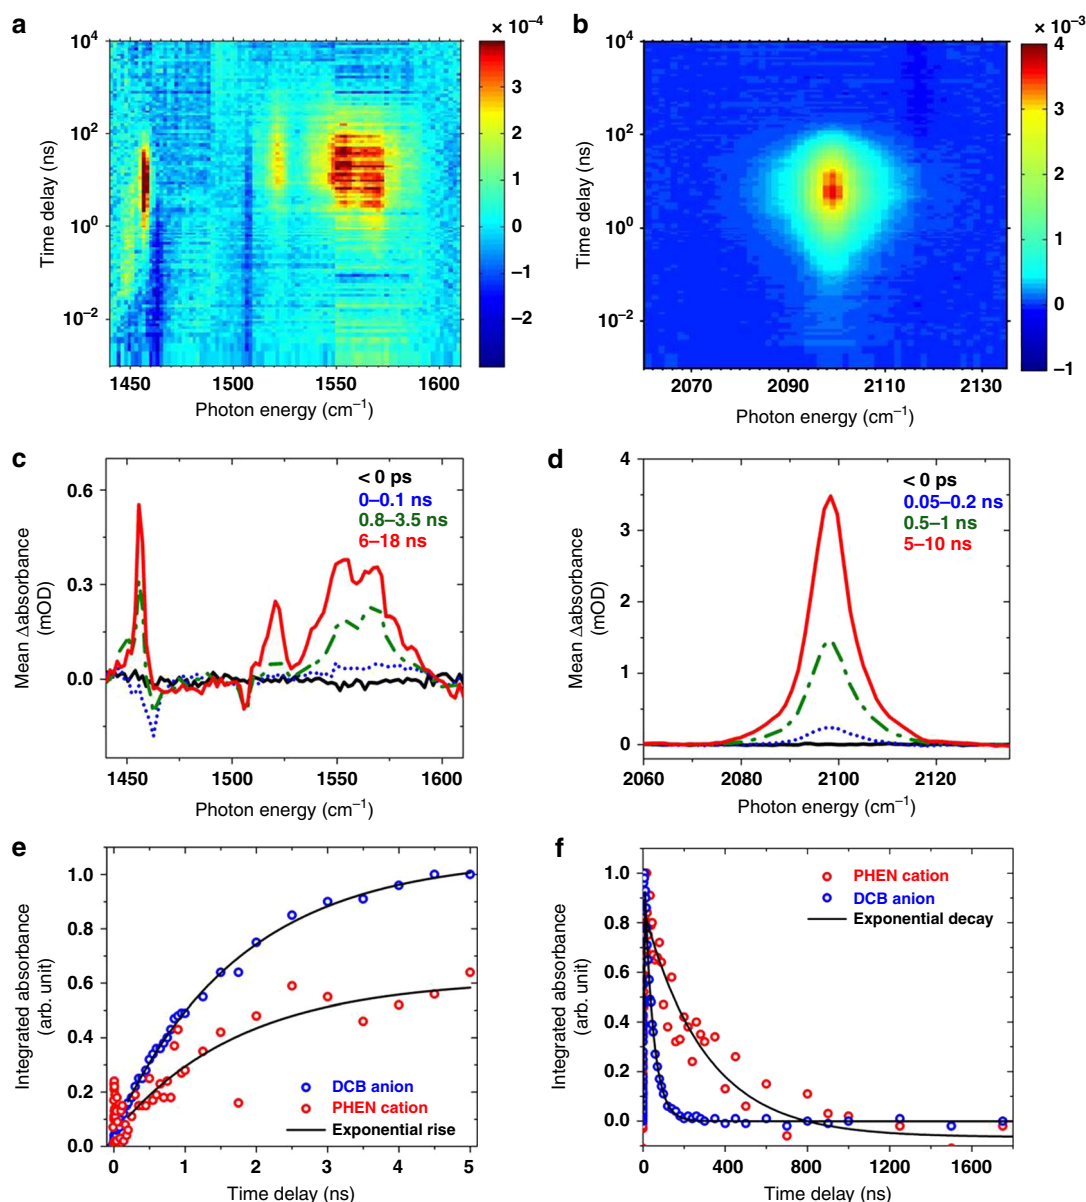 a
× 10⁻⁴
10⁴
10²
10⁰
10⁻²
Time delay (ns)
1450 1500 1550 1600
Photon energy (cm⁻¹)
3
2
1
0
−1
−2
b
× 10⁻³
10⁴
10²
10⁰
10⁻²
Time delay (ns)
2070 2090 2110 2130
Photon energy (cm⁻¹)
4
3
2
1
0
−1
c
< 0 ps
0–0.1 ns
0.8–3.5 ns
6–18 ns
0.6
0.3
0.0
Mean Δabsorbance
(mOD)
1450 1500 1550 1600
Photon energy (cm⁻¹)
d
< 0 ps
0.05–0.2 ns
0.5–1 ns
5–10 ns
4
3
2
1
0
Mean Δabsorbance
(mOD)
2060 2080 2100 2120
Photon energy (cm⁻¹)
e
1.0
0.8
0.6
0.4
0.2
0.0
Integrated absorbance
(arb. unit)
DCB anion
PHEN cation
Exponential rise
0 1 2 3 4 5
Time delay (ns)
f
PHEN cation
DCB anion
Exponential decay
1.0
0.8
0.6
0.4
0.2
0.0
Integrated absorbance
(arb. unit)
0 400 800 1200 1600
Time delay (ns)